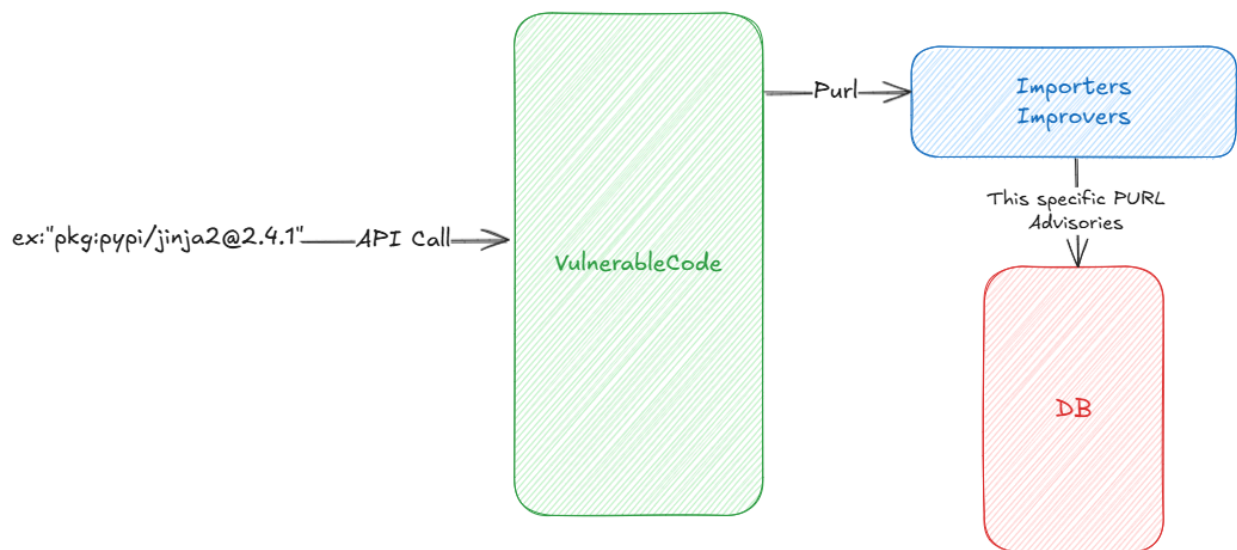 ex:"pkg:pypi/jinja2@2.4.1"
API Call
VulnerableCode
Purl
Importers
Improvers
This specific PURL
Advisories
DB